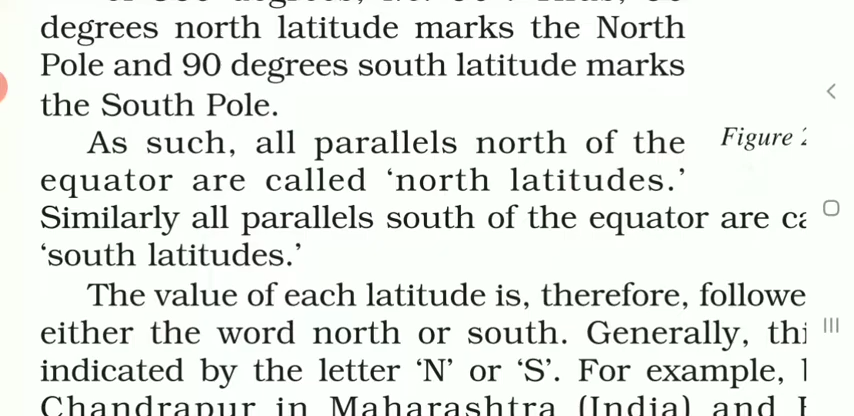 degrees north latitude marks the North
Pole and 90 degrees south latitude marks
the South Pole.
As such, all parallels north of the
Figure
equator are called ‘north latitudes.’
Similarly all parallels south of the equator are
‘south latitudes.’
The value of each latitude is, therefore,
either the word north or south. Generally,
indicated by the letter ‘N’ or ‘S’. For example,
Chandrapur in Maharashtra (India) and